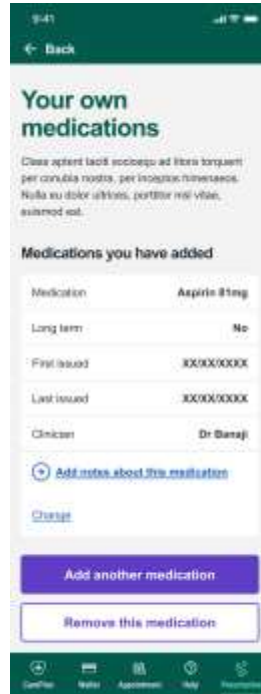 9:41
Back
Your own
medications
Class aptent taciti sociosqu ad litora torquent
per conubia nostra, per inceptos himenaeos.
Nulla eu dolor ultrices, porttitor nisl vitae,
euismod est.
Medications you have added
Medication Aspirin 81mg
Long term No
First issued XX/XX/XXXX
Last issued XX/XX/XXXX
Clinician Dr Banaji
Add notes about this medication
Change
Add another medication
Remove this medication
Wallet Appointment Help